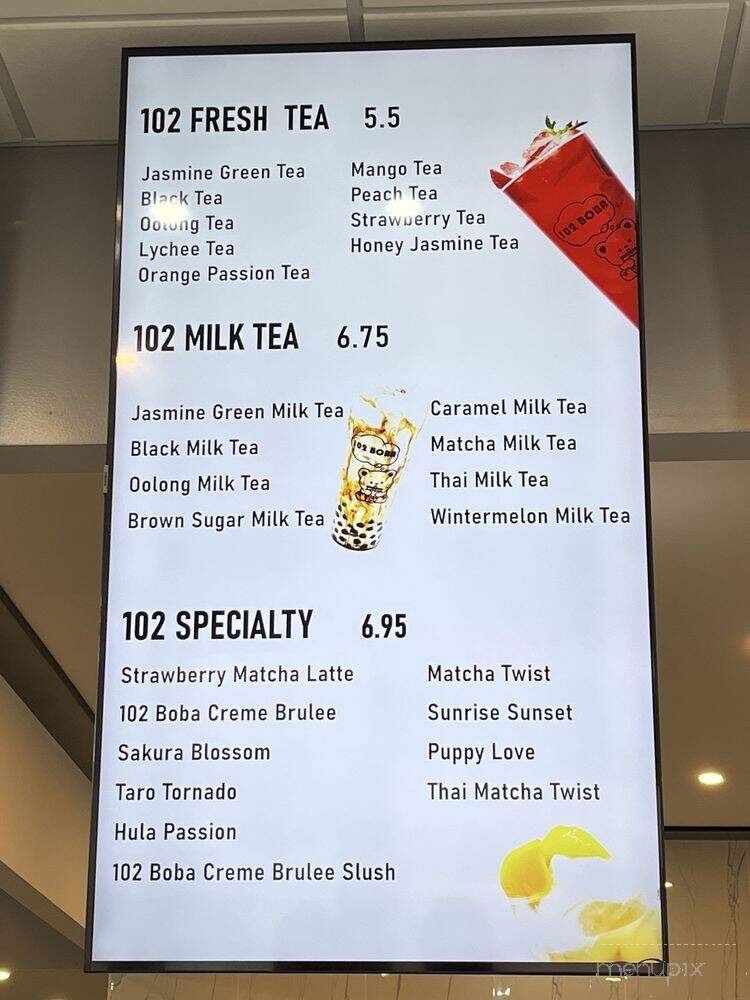 102 FRESH TEA 5.5
Jasmine Green Tea
Black Tea
Oolong Tea
Lychee Tea
Orange Passion Tea
Mango Tea
Peach Tea
Strawberry Tea
Honey Jasmine Tea
102 BOBA
102 MILK TEA 6.75
Jasmine Green Milk Tea
Black Milk Tea
Oolong Milk Tea
Brown Sugar Milk Tea
102 BOBA
Caramel Milk Tea
Matcha Milk Tea
Thai Milk Tea
Wintermelon Milk Tea
102 SPECIALTY 6.95
Strawberry Matcha Latte
102 Boba Creme Brulee
Sakura Blossom
Taro Tornado
Hula Passion
102 Boba Creme Brulee Slush
Matcha Twist
Sunrise Sunset
Puppy Love
Thai Matcha Twist
menupix